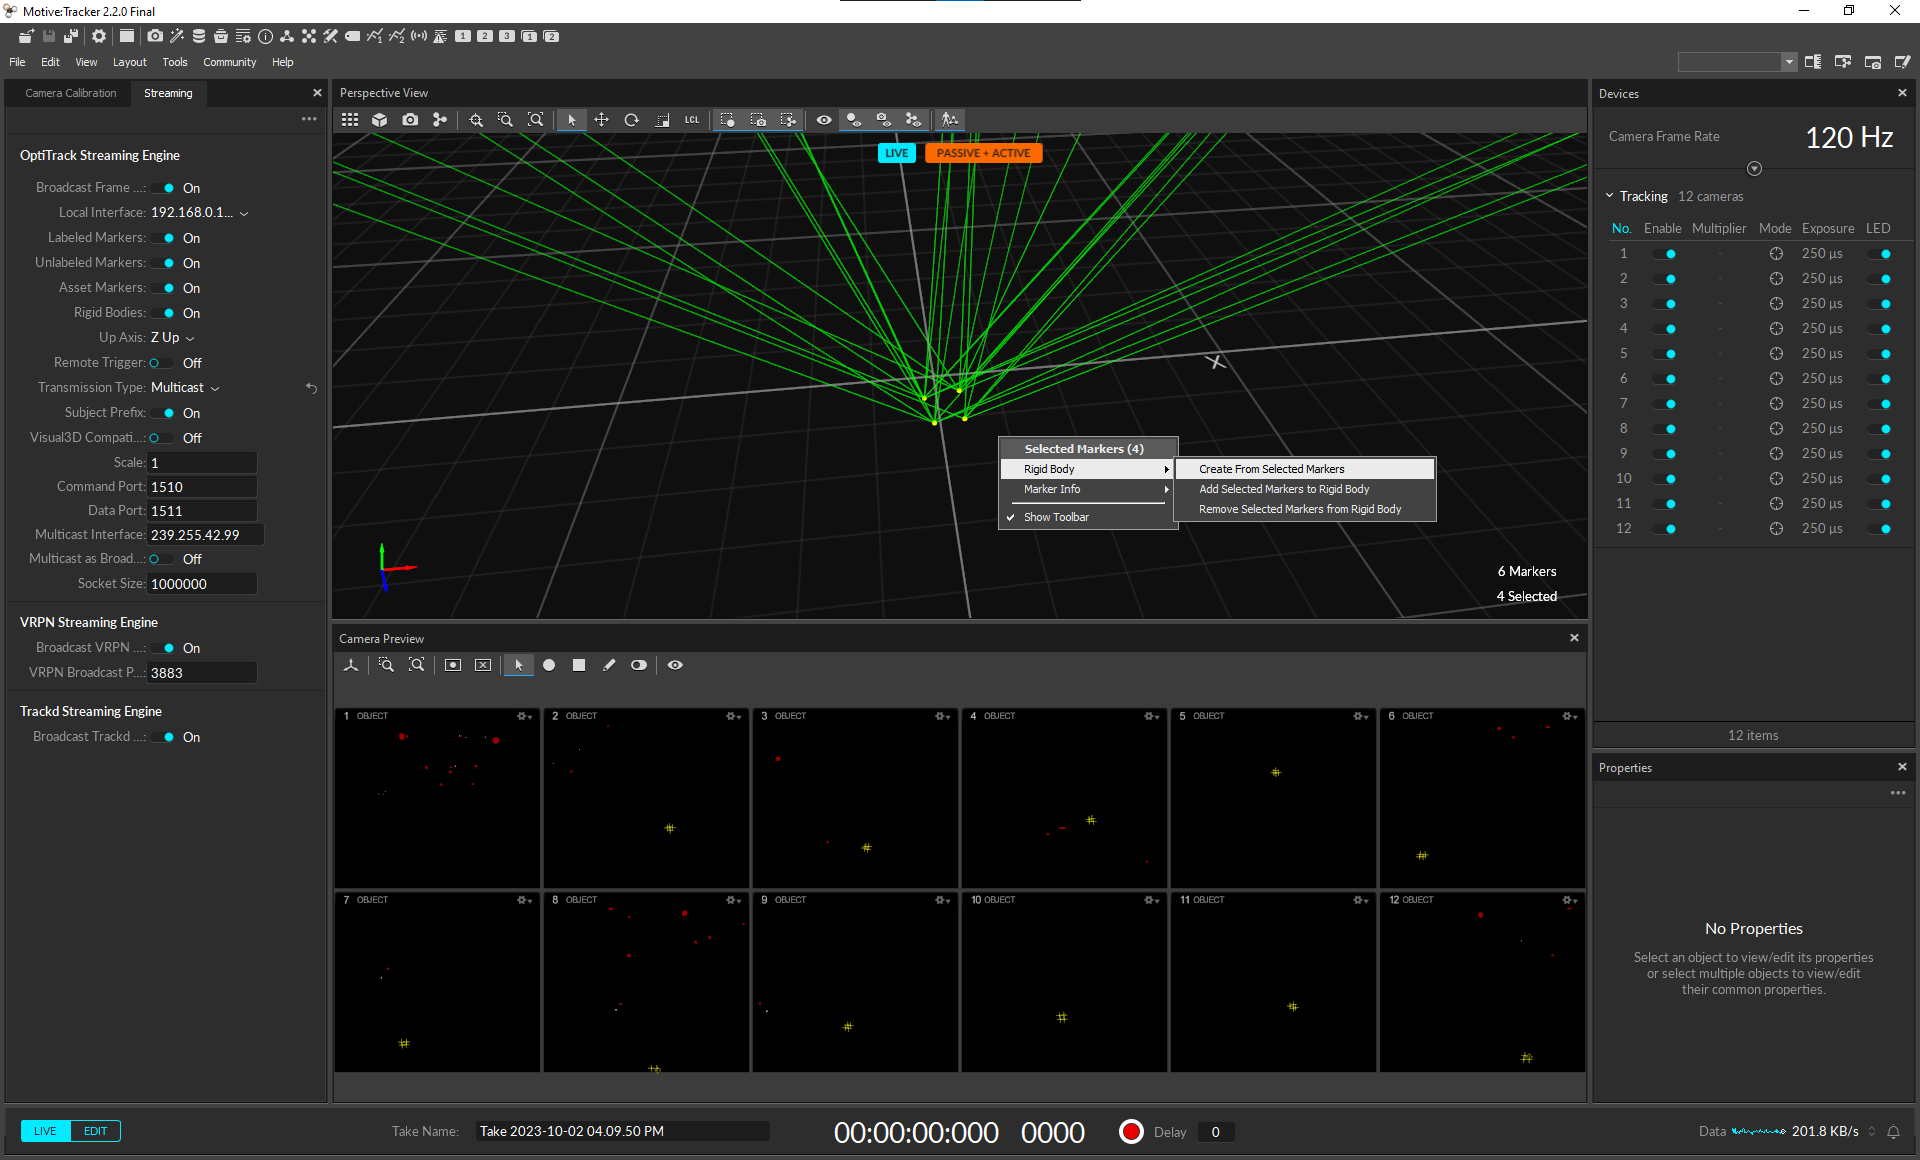 Motive:Tracker 2.2.0 Final
1 2 3 1 2
File Edit View Layout Tools Community Help
Camera Calibration Streaming
OptiTrack Streaming Engine
Broadcast Frame ...: On
Local Interface: 192.168.0.1...
Labeled Markers: On
Unlabeled Markers: On
Asset Markers: On
Rigid Bodies: On
Up Axis: Z Up
Remote Trigger: Off
Transmission Type: Multicast
Subject Prefix: On
Visual3D Compati...: Off
Scale: 1
Command Port: 1510
Data Port: 1511
Multicast Interface: 239.255.42.99
Multicast as Broad...: Off
Socket Size: 1000000
VRPN Streaming Engine
Broadcast VRPN ...: On
VRPN Broadcast P...: 3883
Trackd Streaming Engine
Broadcast Trackd ...: On
Perspective View
LCL
LIVE PASSIVE + ACTIVE
Selected Markers (4)
Rigid Body
Marker Info
Show Toolbar
Create From Selected Markers
Add Selected Markers to Rigid Body
Remove Selected Markers from Rigid Body
6 Markers
4 Selected
Camera Preview
1 OBJECT 2 OBJECT 3 OBJECT 4 OBJECT 5 OBJECT 6 OBJECT
7 OBJECT 8 OBJECT 9 OBJECT 10 OBJECT 11 OBJECT 12 OBJECT
Devices
Camera Frame Rate 120 Hz
Tracking 12 cameras
No. Enable Multiplier Mode Exposure LED
1 - 250 µs
2 - 250 µs
3 - 250 µs
4 - 250 µs
5 - 250 µs
6 - 250 µs
7 - 250 µs
8 - 250 µs
9 - 250 µs
10 - 250 µs
11 - 250 µs
12 - 250 µs
12 items
Properties
No Properties
Select an object to view/edit its properties
or select multiple objects to view/edit
their common properties.
LIVE EDIT
Take Name: Take 2023-10-02 04.09.50 PM
00:00:00:000 0000
Delay 0
Data 201.8 KB/s